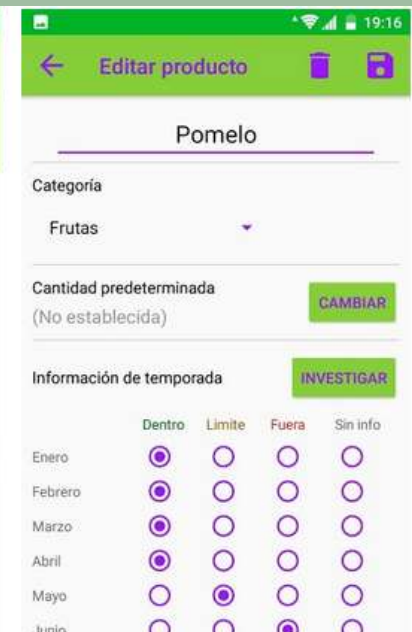 19:16
Editar producto
Pomelo
Categoría
Frutas
Cantidad predeterminada
(No establecida)
CAMBIAR
Información de temporada
INVESTIGAR
Dentro Limite Fuera Sin info
Enero
Febrero
Marzo
Abril
Mayo
Junio